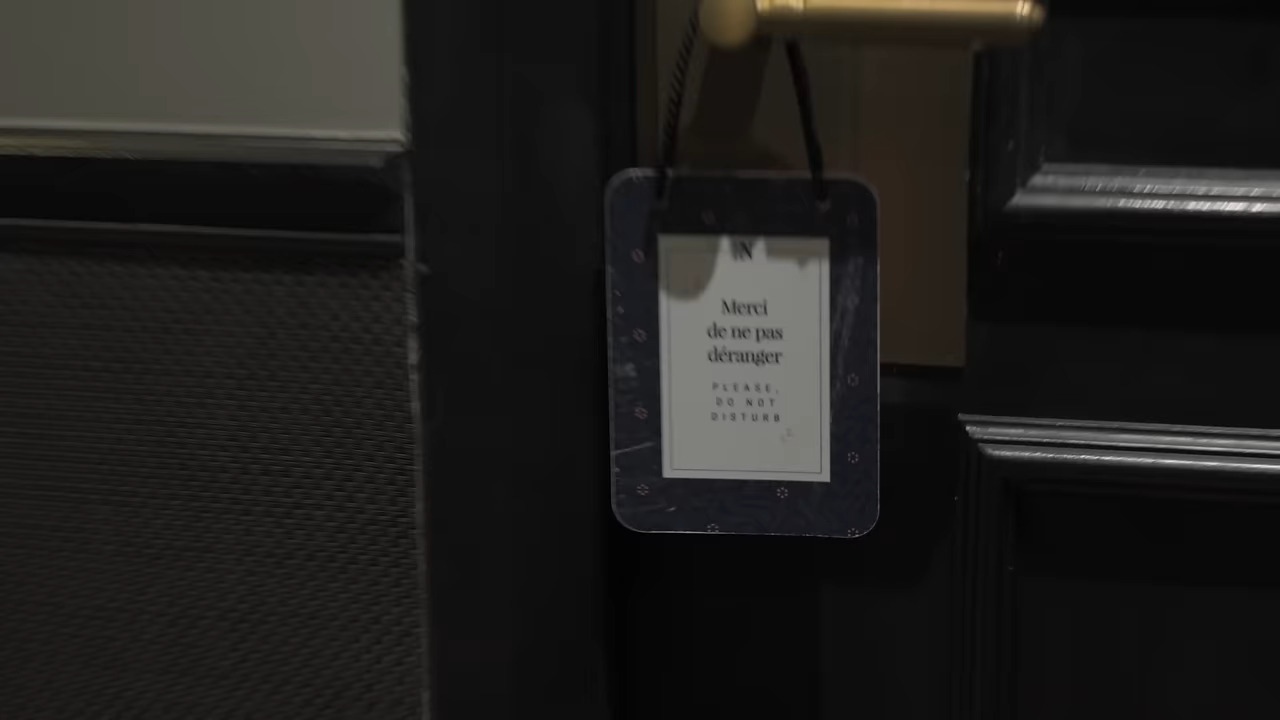 N
Merci
de ne pas
déranger
PLEASE,
DO NOT
DISTURB